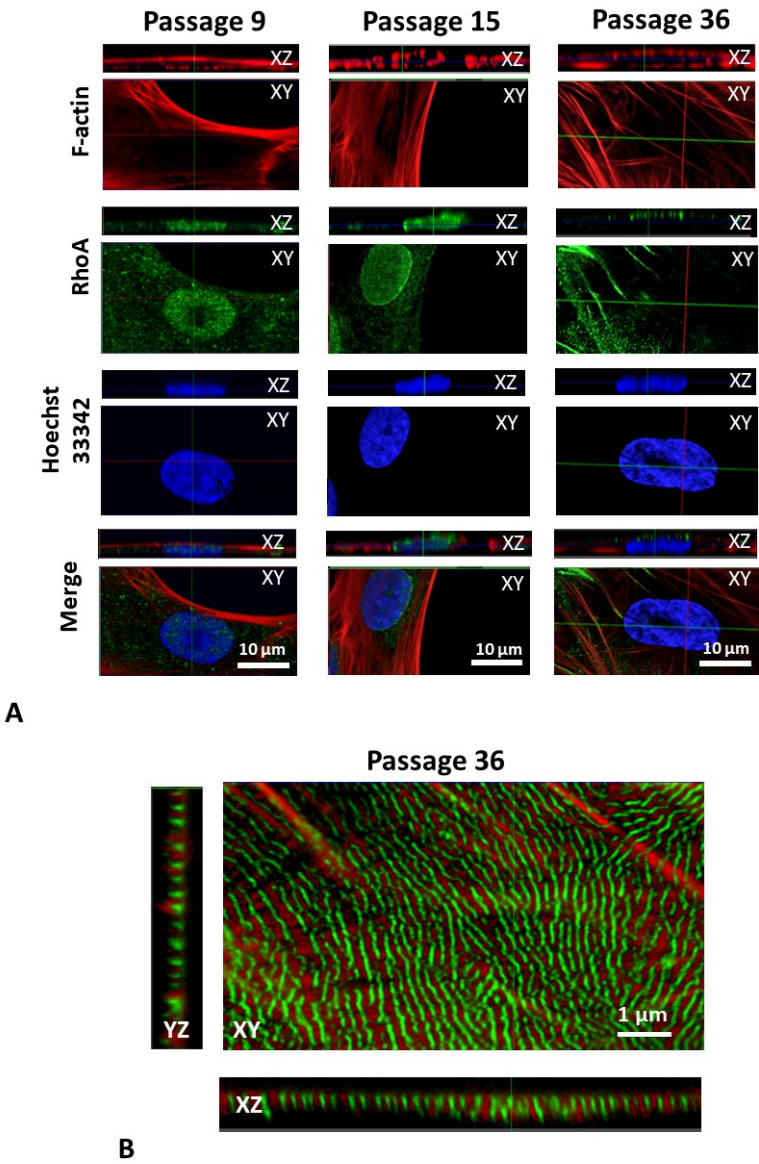 Passage 9 Passage 15 Passage 36
XZ XZ XZ
F-actin XY XY XY
XZ XZ XZ
RhoA XY XY XY
XZ XZ XZ
Hoechst
33342
XY XY XY
XZ XZ XZ
Merge XY XY XY
10 µm 10 µm 10 µm
A
Passage 36
YZ XY 1 µm
XZ
B